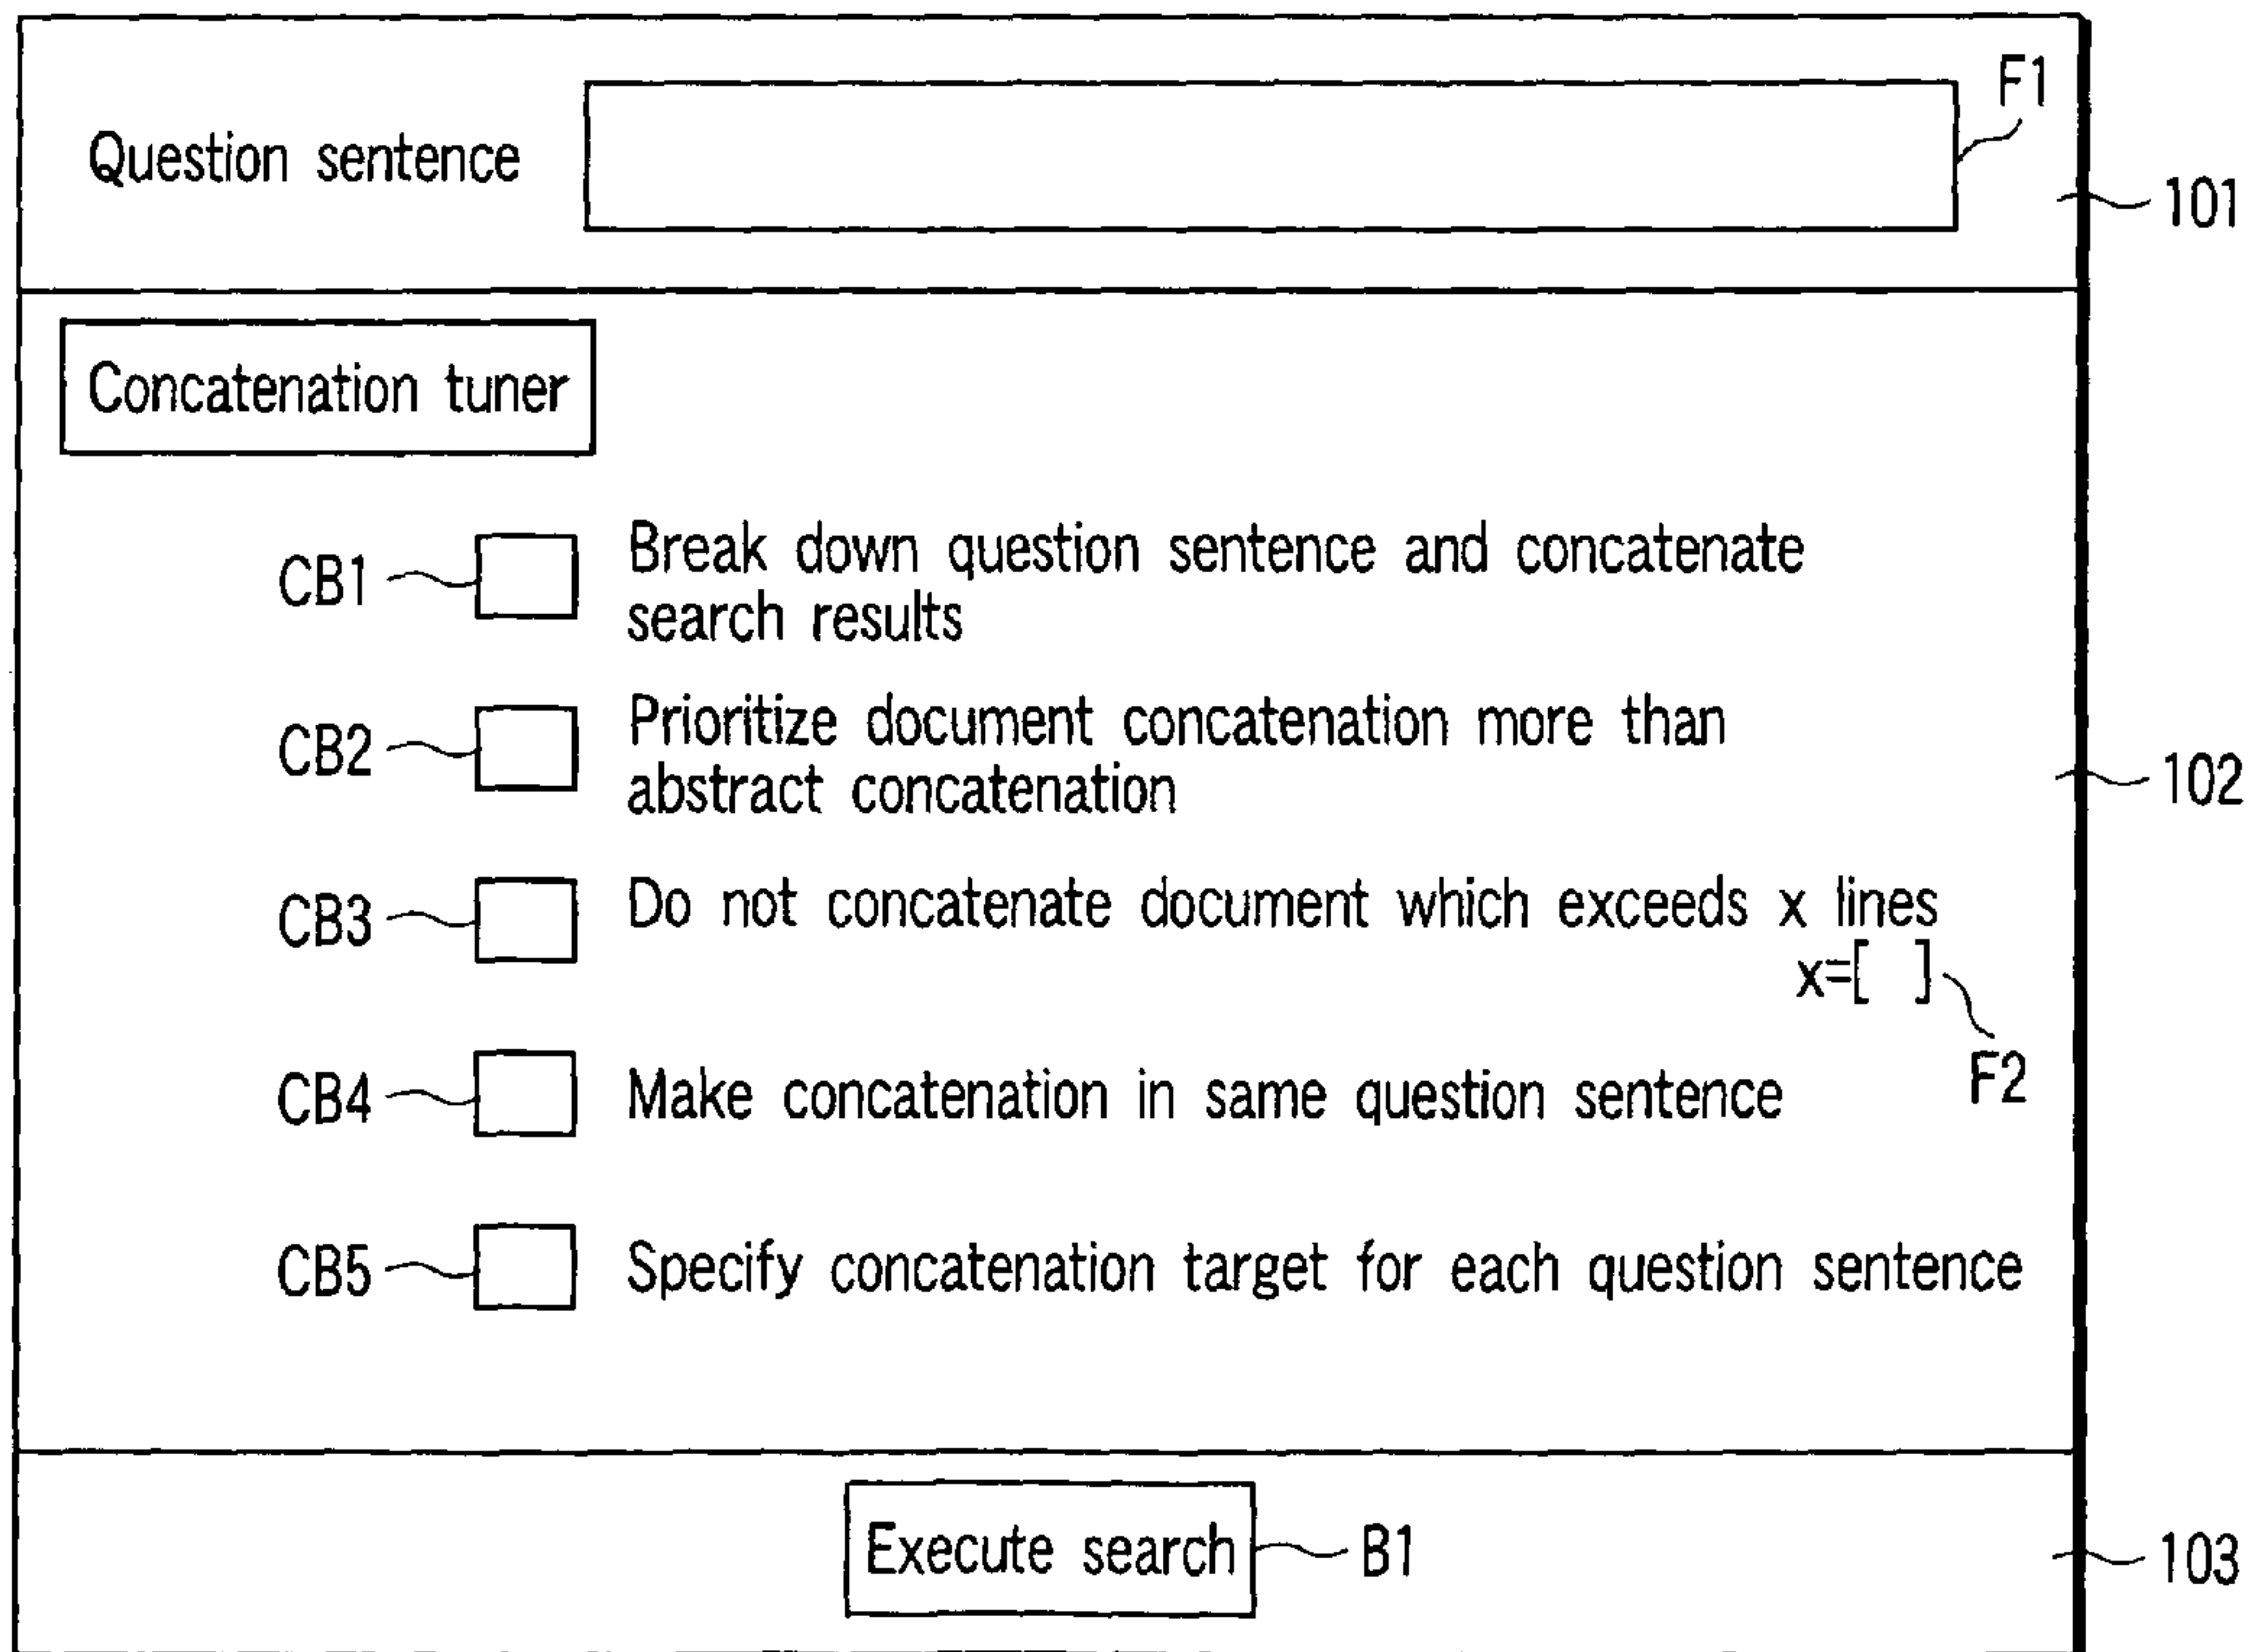 F1
Question sentence
101
Concatenation tuner
CB1 Break down question sentence and concatenate
search results
CB2 Prioritize document concatenation more than
abstract concatenation
102
CB3 Do not concatenate document which exceeds x lines
x=[ ]
F2
CB4 Make concatenation in same question sentence
CB5 Specify concatenation target for each question sentence
Execute search B1
103